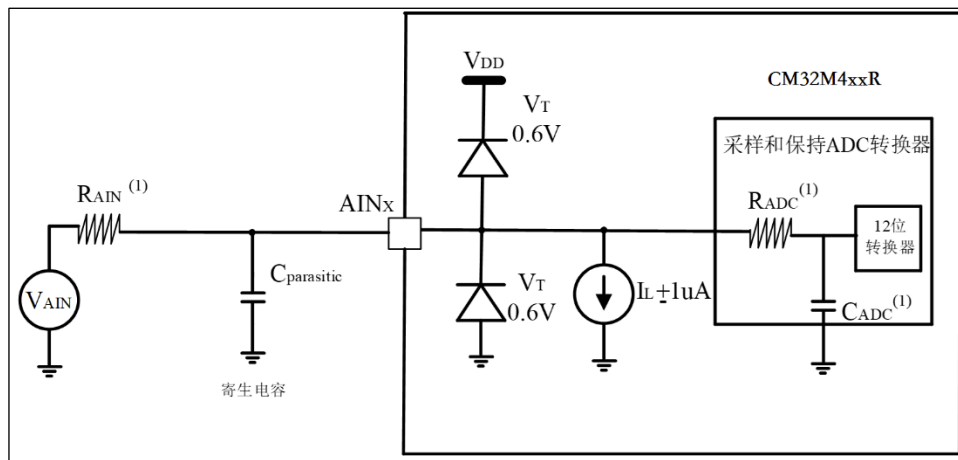 VDD
CM32M4xxR
VT
0.6V
采样和保持ADC转换器
RAIN(1)
AINX
RADC(1)
12位
转换器
VAIN
Cparasitic
VT
0.6V
IL±1uA
CADC(1)
寄生电容